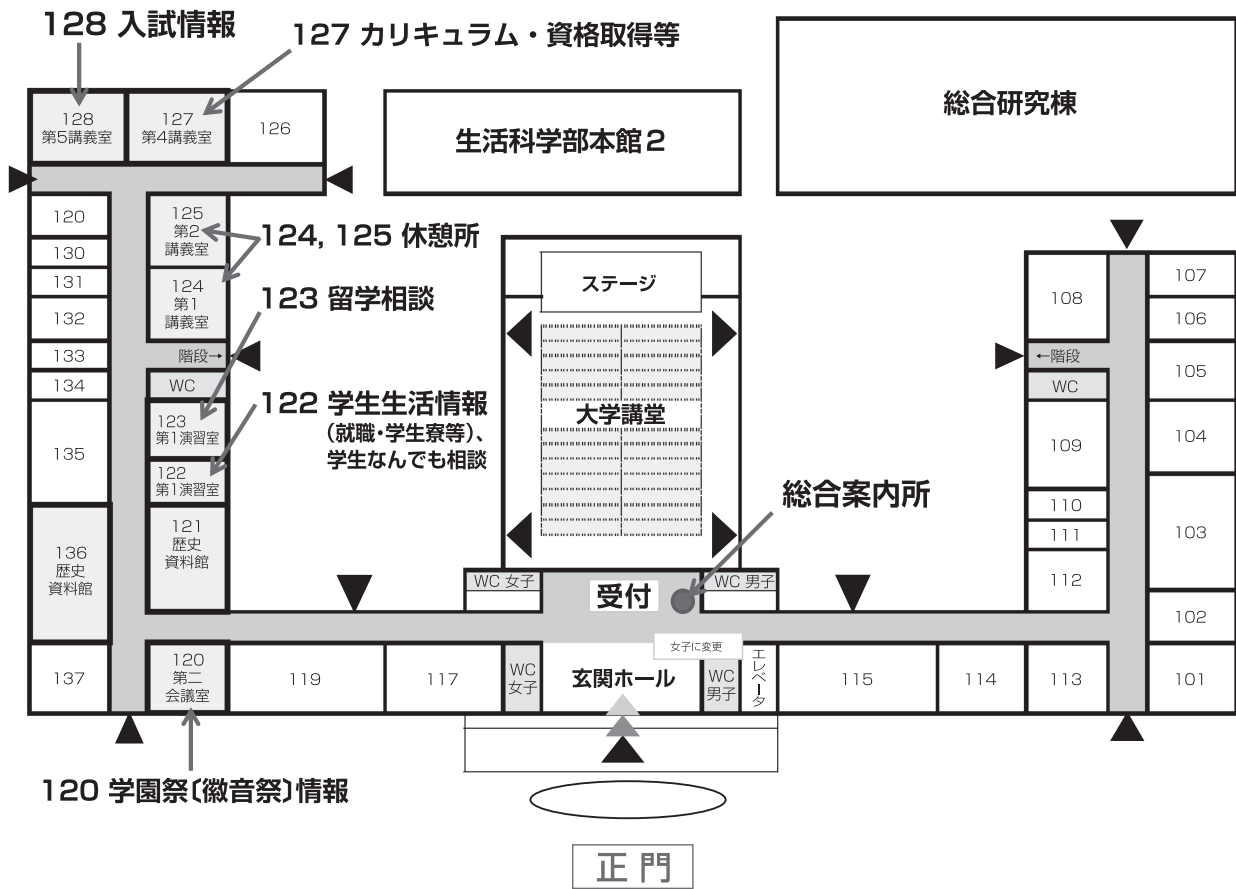 128 入試情報
127 カリキュラム・資格取得等
128
第5講義室
127
第4講義室
126
生活科学部本館2
総合研究棟
120
130
131
132
133
134
135
136
歴史
資料館
137
125
第2
講義室
124
第1
講義室
階段→
WC
123
第1演習室
122
第1演習室
121
歴史
資料館
120
第二
会議室
124, 125 休憩所
123 留学相談
122 学生生活情報
(就職・学生寮等)、
学生なんでも相談
120 学園祭〔徽音祭〕情報
ステージ
大学講堂
総合案内所
WC 女子
受付
WC 男子
女子に変更
119
117
WC
女子
玄関ホール
WC
男子
エレベータ
115
114
113
108
←階段
WC
109
110
111
112
107
106
105
104
103
102
101
正門